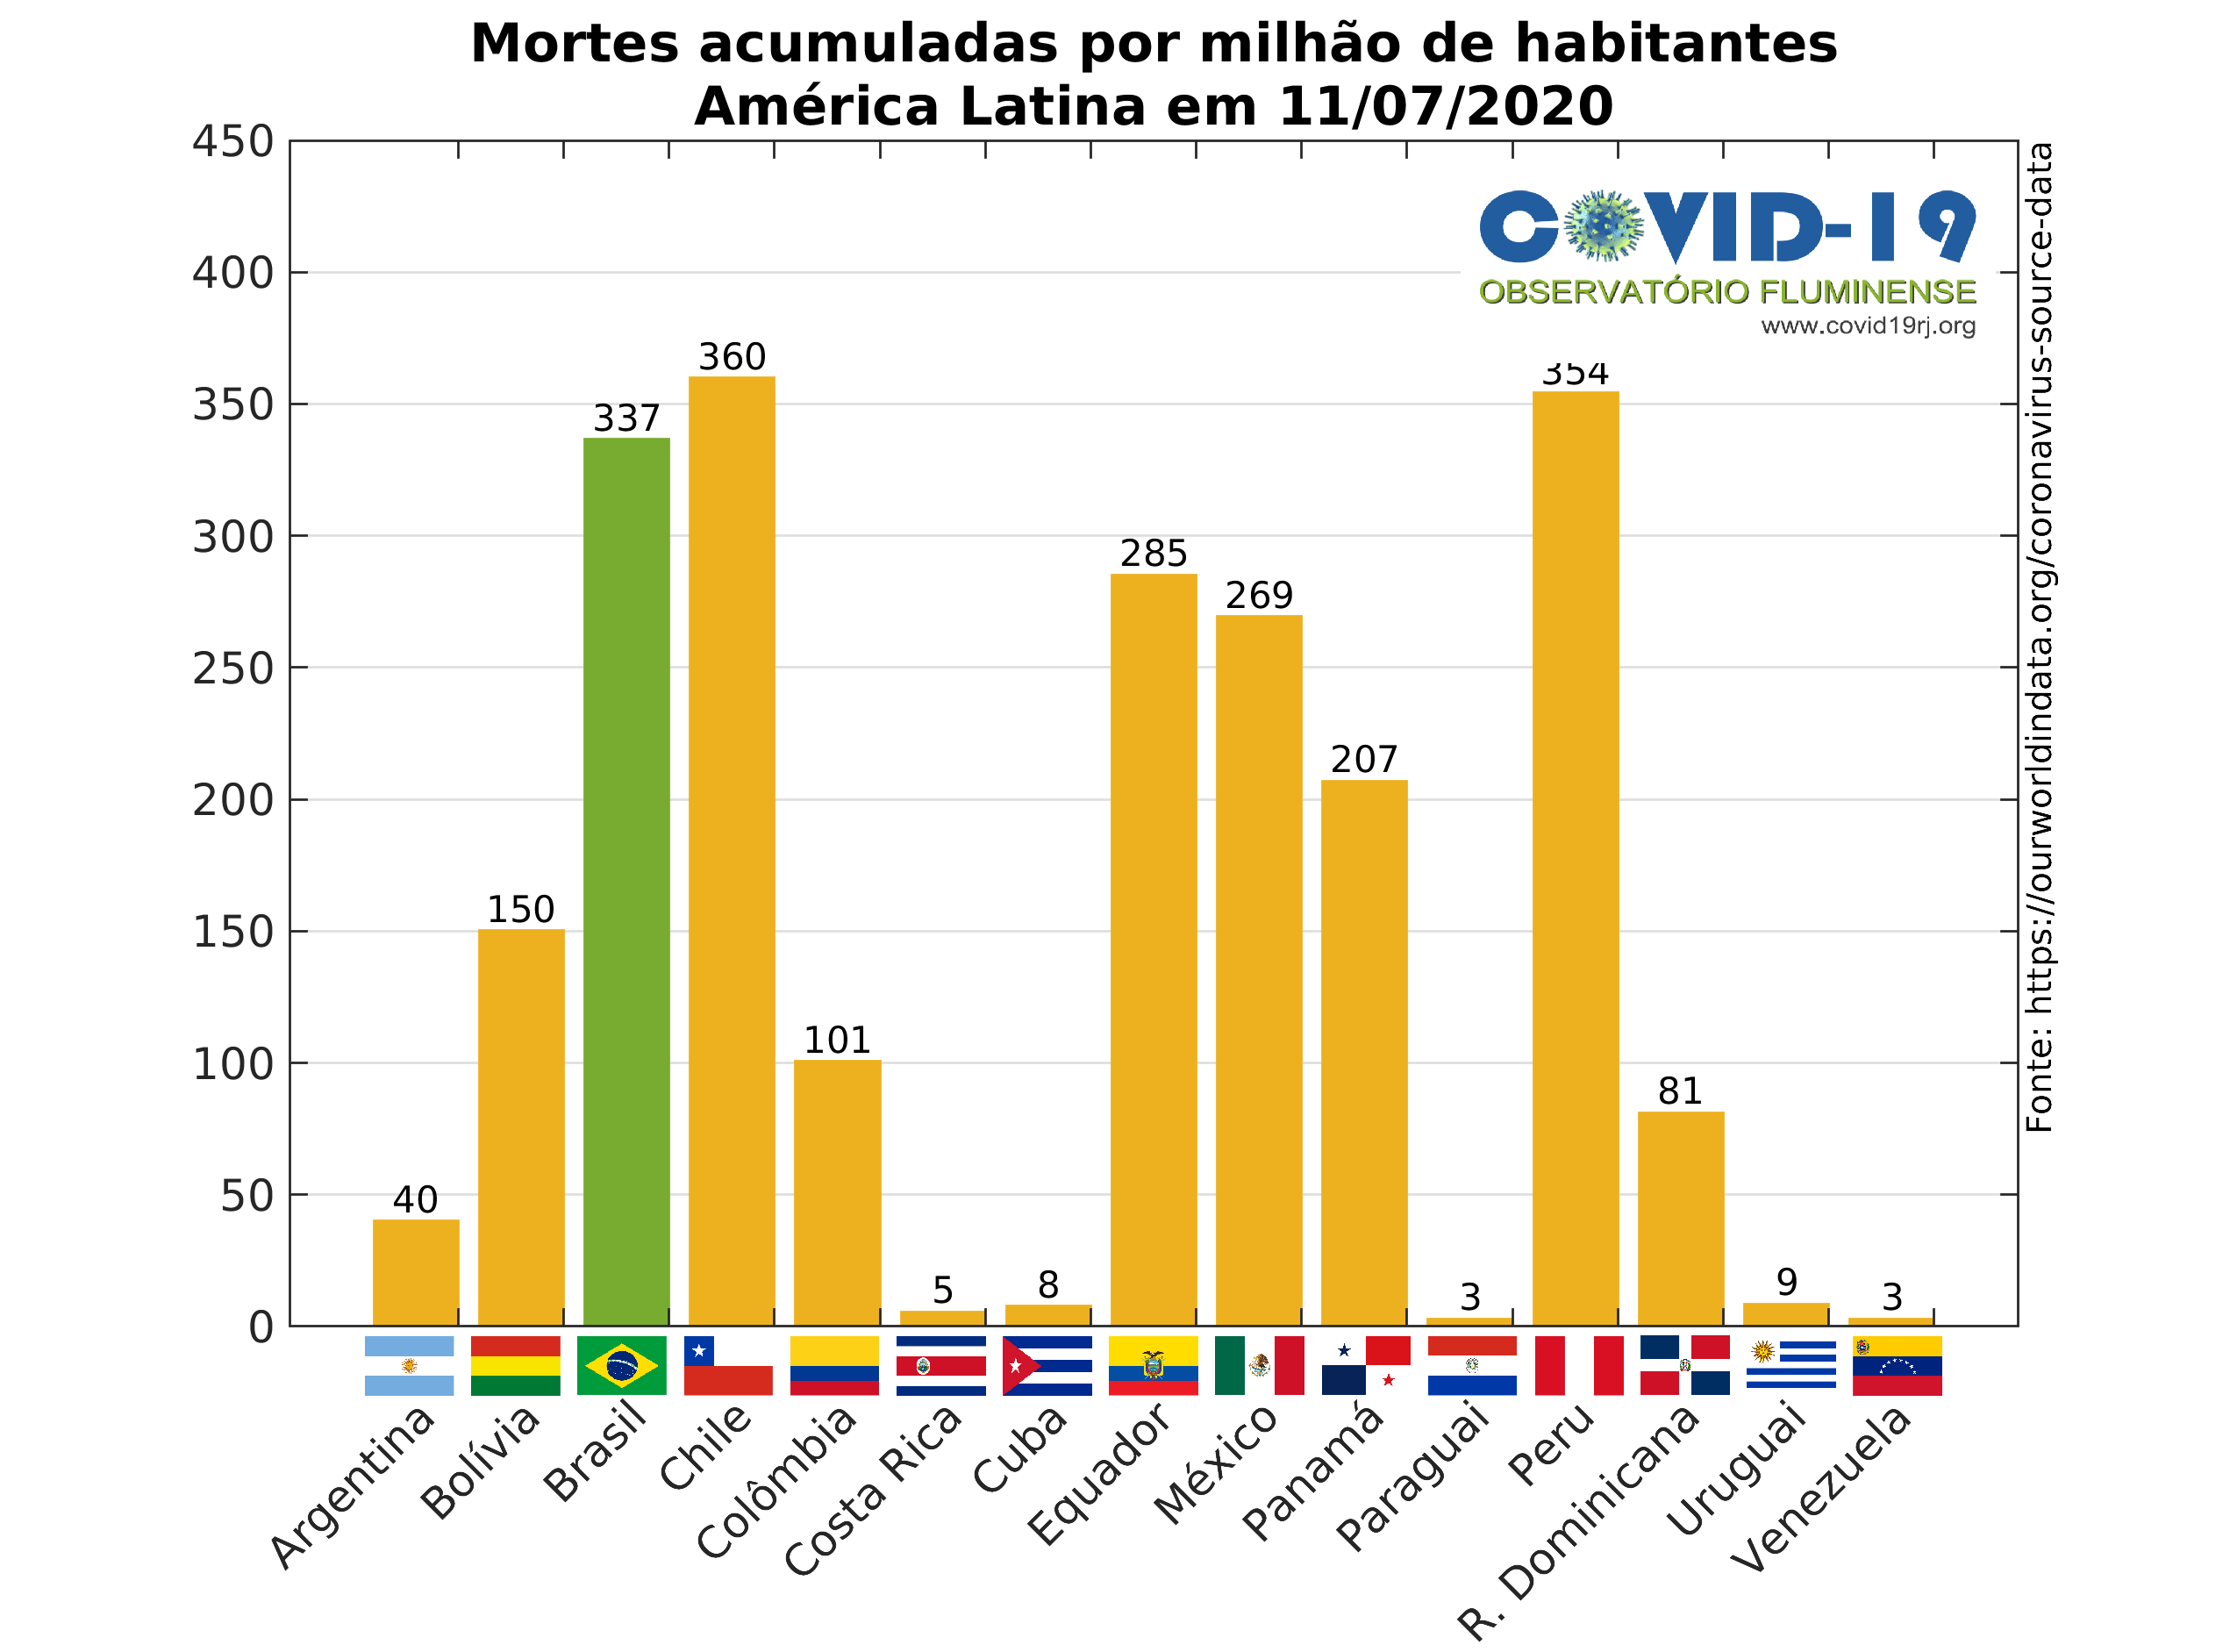 Mortes acumuladas por milhão de habitantes
América Latina em 11/07/2020
450
400
350
300
250
200
150
100
50
0
COVID-19
OBSERVATÓRIO FLUMINENSE
www.covid19rj.org
40
150
337
360
101
5
8
285
269
207
3
354
81
9
3
Argentina
Bolívia
Brasil
Chile
Colômbia
Costa Rica
Cuba
Equador
México
Panamá
Paraguai
Peru
R. Dominicana
Uruguai
Venezuela
Fonte: https://ourworldindata.org/coronavirus-source-data